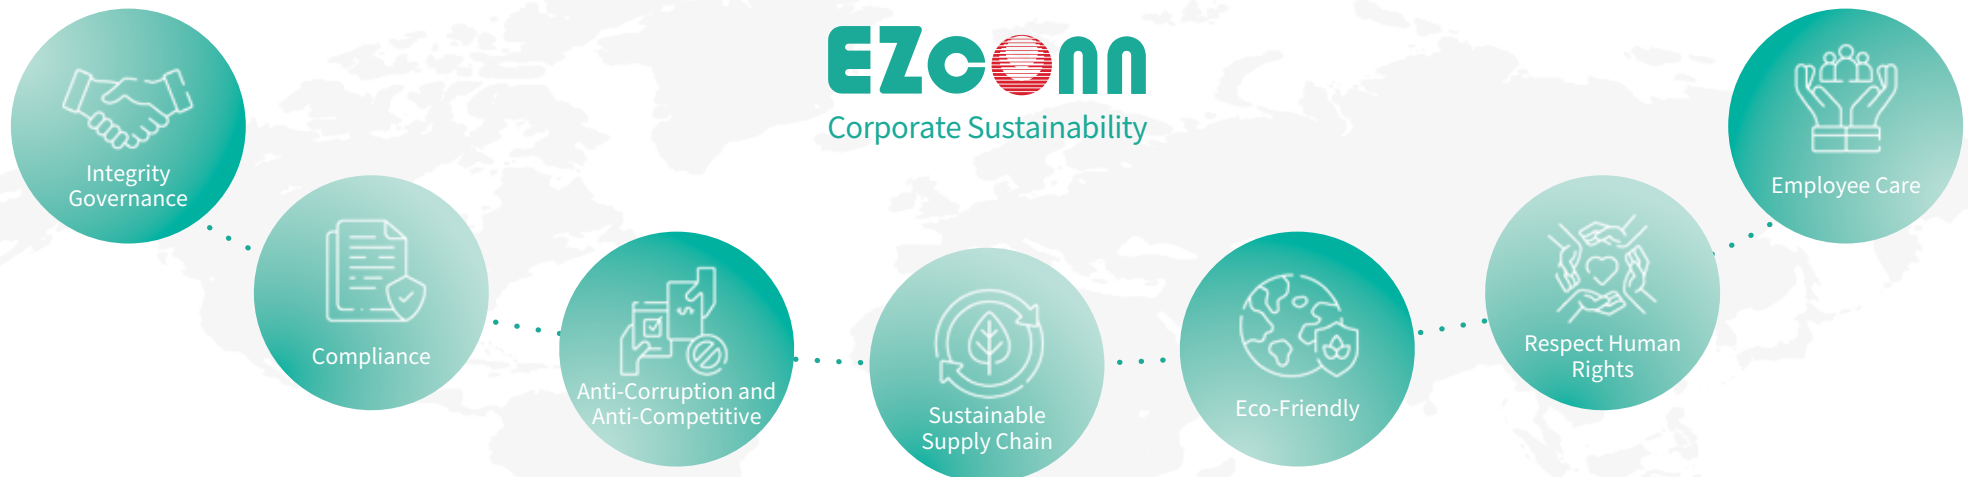 EZconn
Corporate Sustainability
Integrity
Governance
Compliance
Anti-Corruption and
Anti-Competitive
Sustainable
Supply Chain
Eco-Friendly
Respect Human
Rights
Employee Care